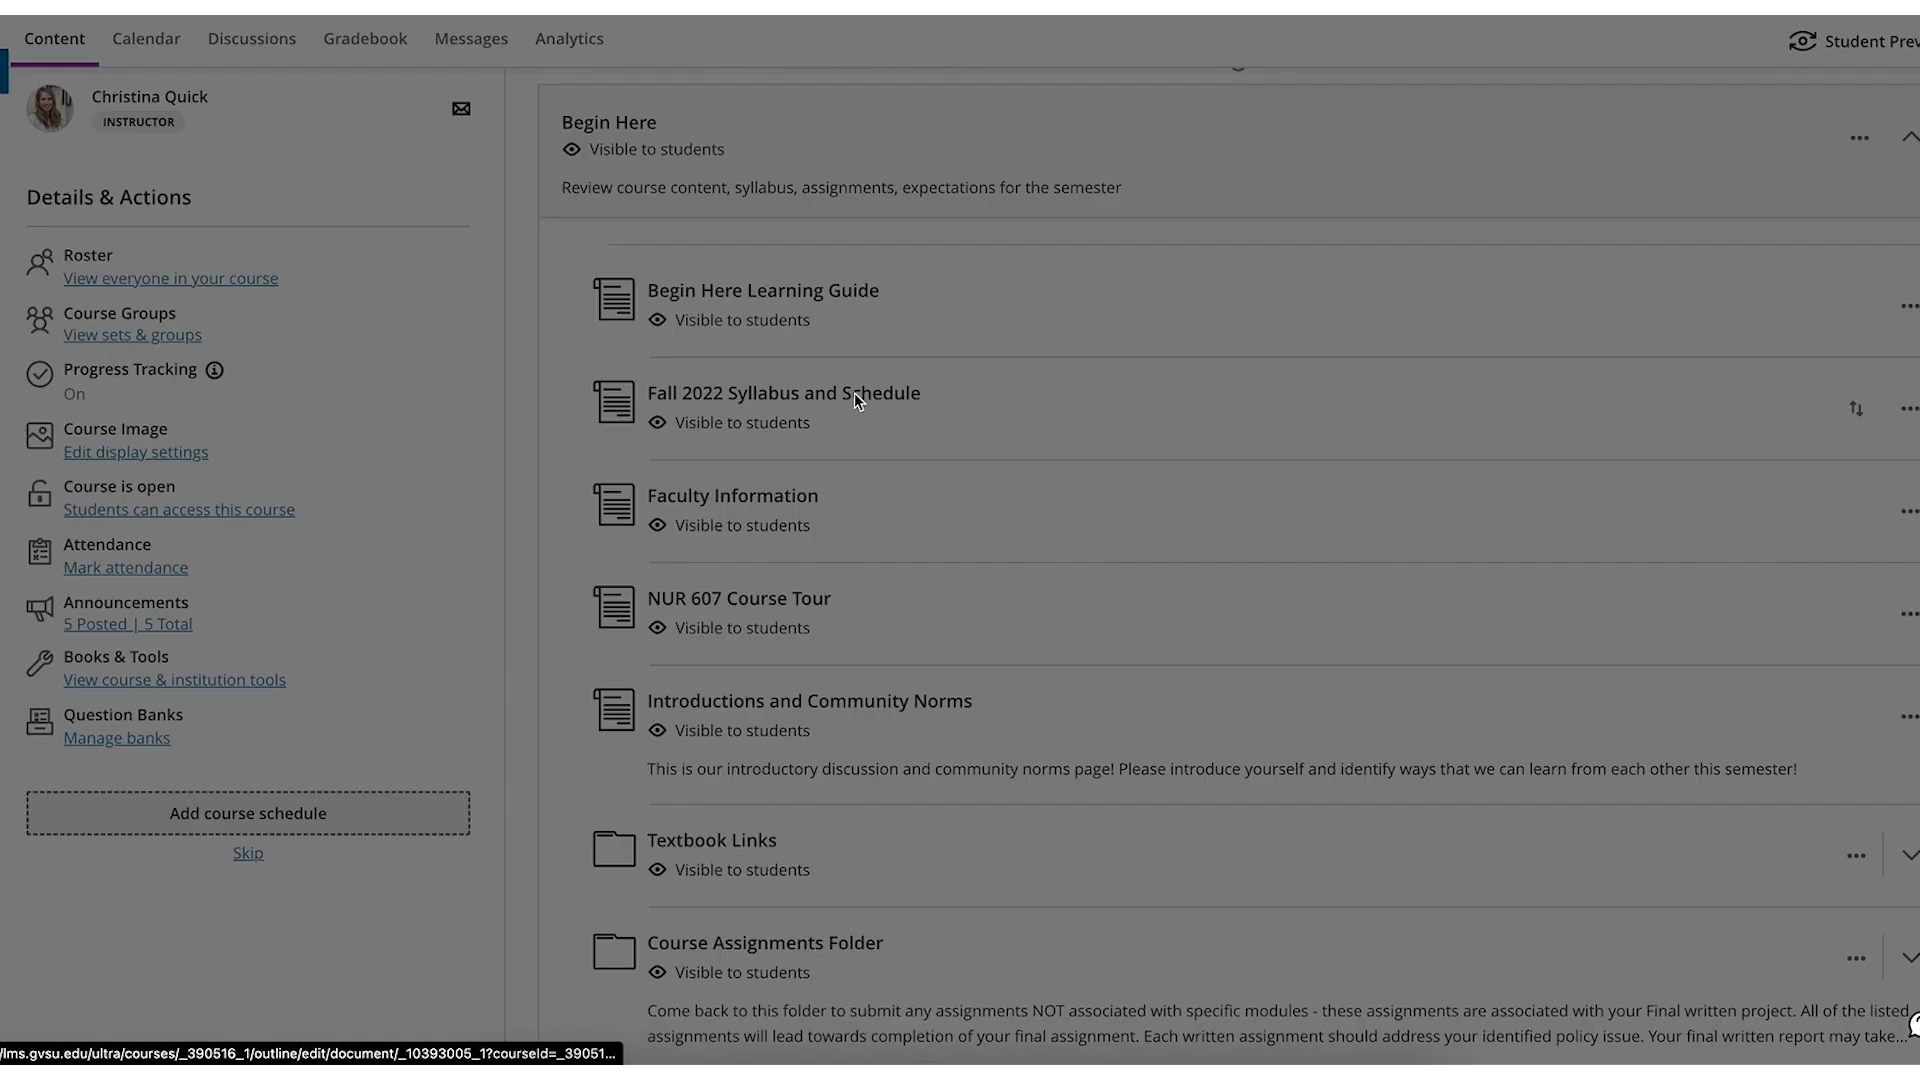 Content Calendar Discussions Gradebook Messages Analytics
Student Prev
Christina Quick
INSTRUCTOR
Details & Actions
Roster
View everyone in your course
Course Groups
View sets & groups
Progress Tracking
On
Course Image
Edit display settings
Course is open
Students can access this course
Attendance
Mark attendance
Announcements
5 Posted | 5 Total
Books & Tools
View course & institution tools
Question Banks
Manage banks
Add course schedule
Skip
Begin Here
Visible to students
Review course content, syllabus, assignments, expectations for the semester
Begin Here Learning Guide
Visible to students
Fall 2022 Syllabus and Schedule
Visible to students
Faculty Information
Visible to students
NUR 607 Course Tour
Visible to students
Introductions and Community Norms
Visible to students
This is our introductory discussion and community norms page! Please introduce yourself and identify ways that we can learn from each other this semester!
Textbook Links
Visible to students
Course Assignments Folder
Visible to students
Come back to this folder to submit any assignments NOT associated with specific modules - these assignments are associated with your Final written project. All of the listed
assignments will lead towards completion of your final assignment. Each written assignment should address your identified policy issue. Your final written report may take...
/lms.gvsu.edu/ultra/courses/_390516_1/outline/edit/document/_10393005_1?courseId=_39051...